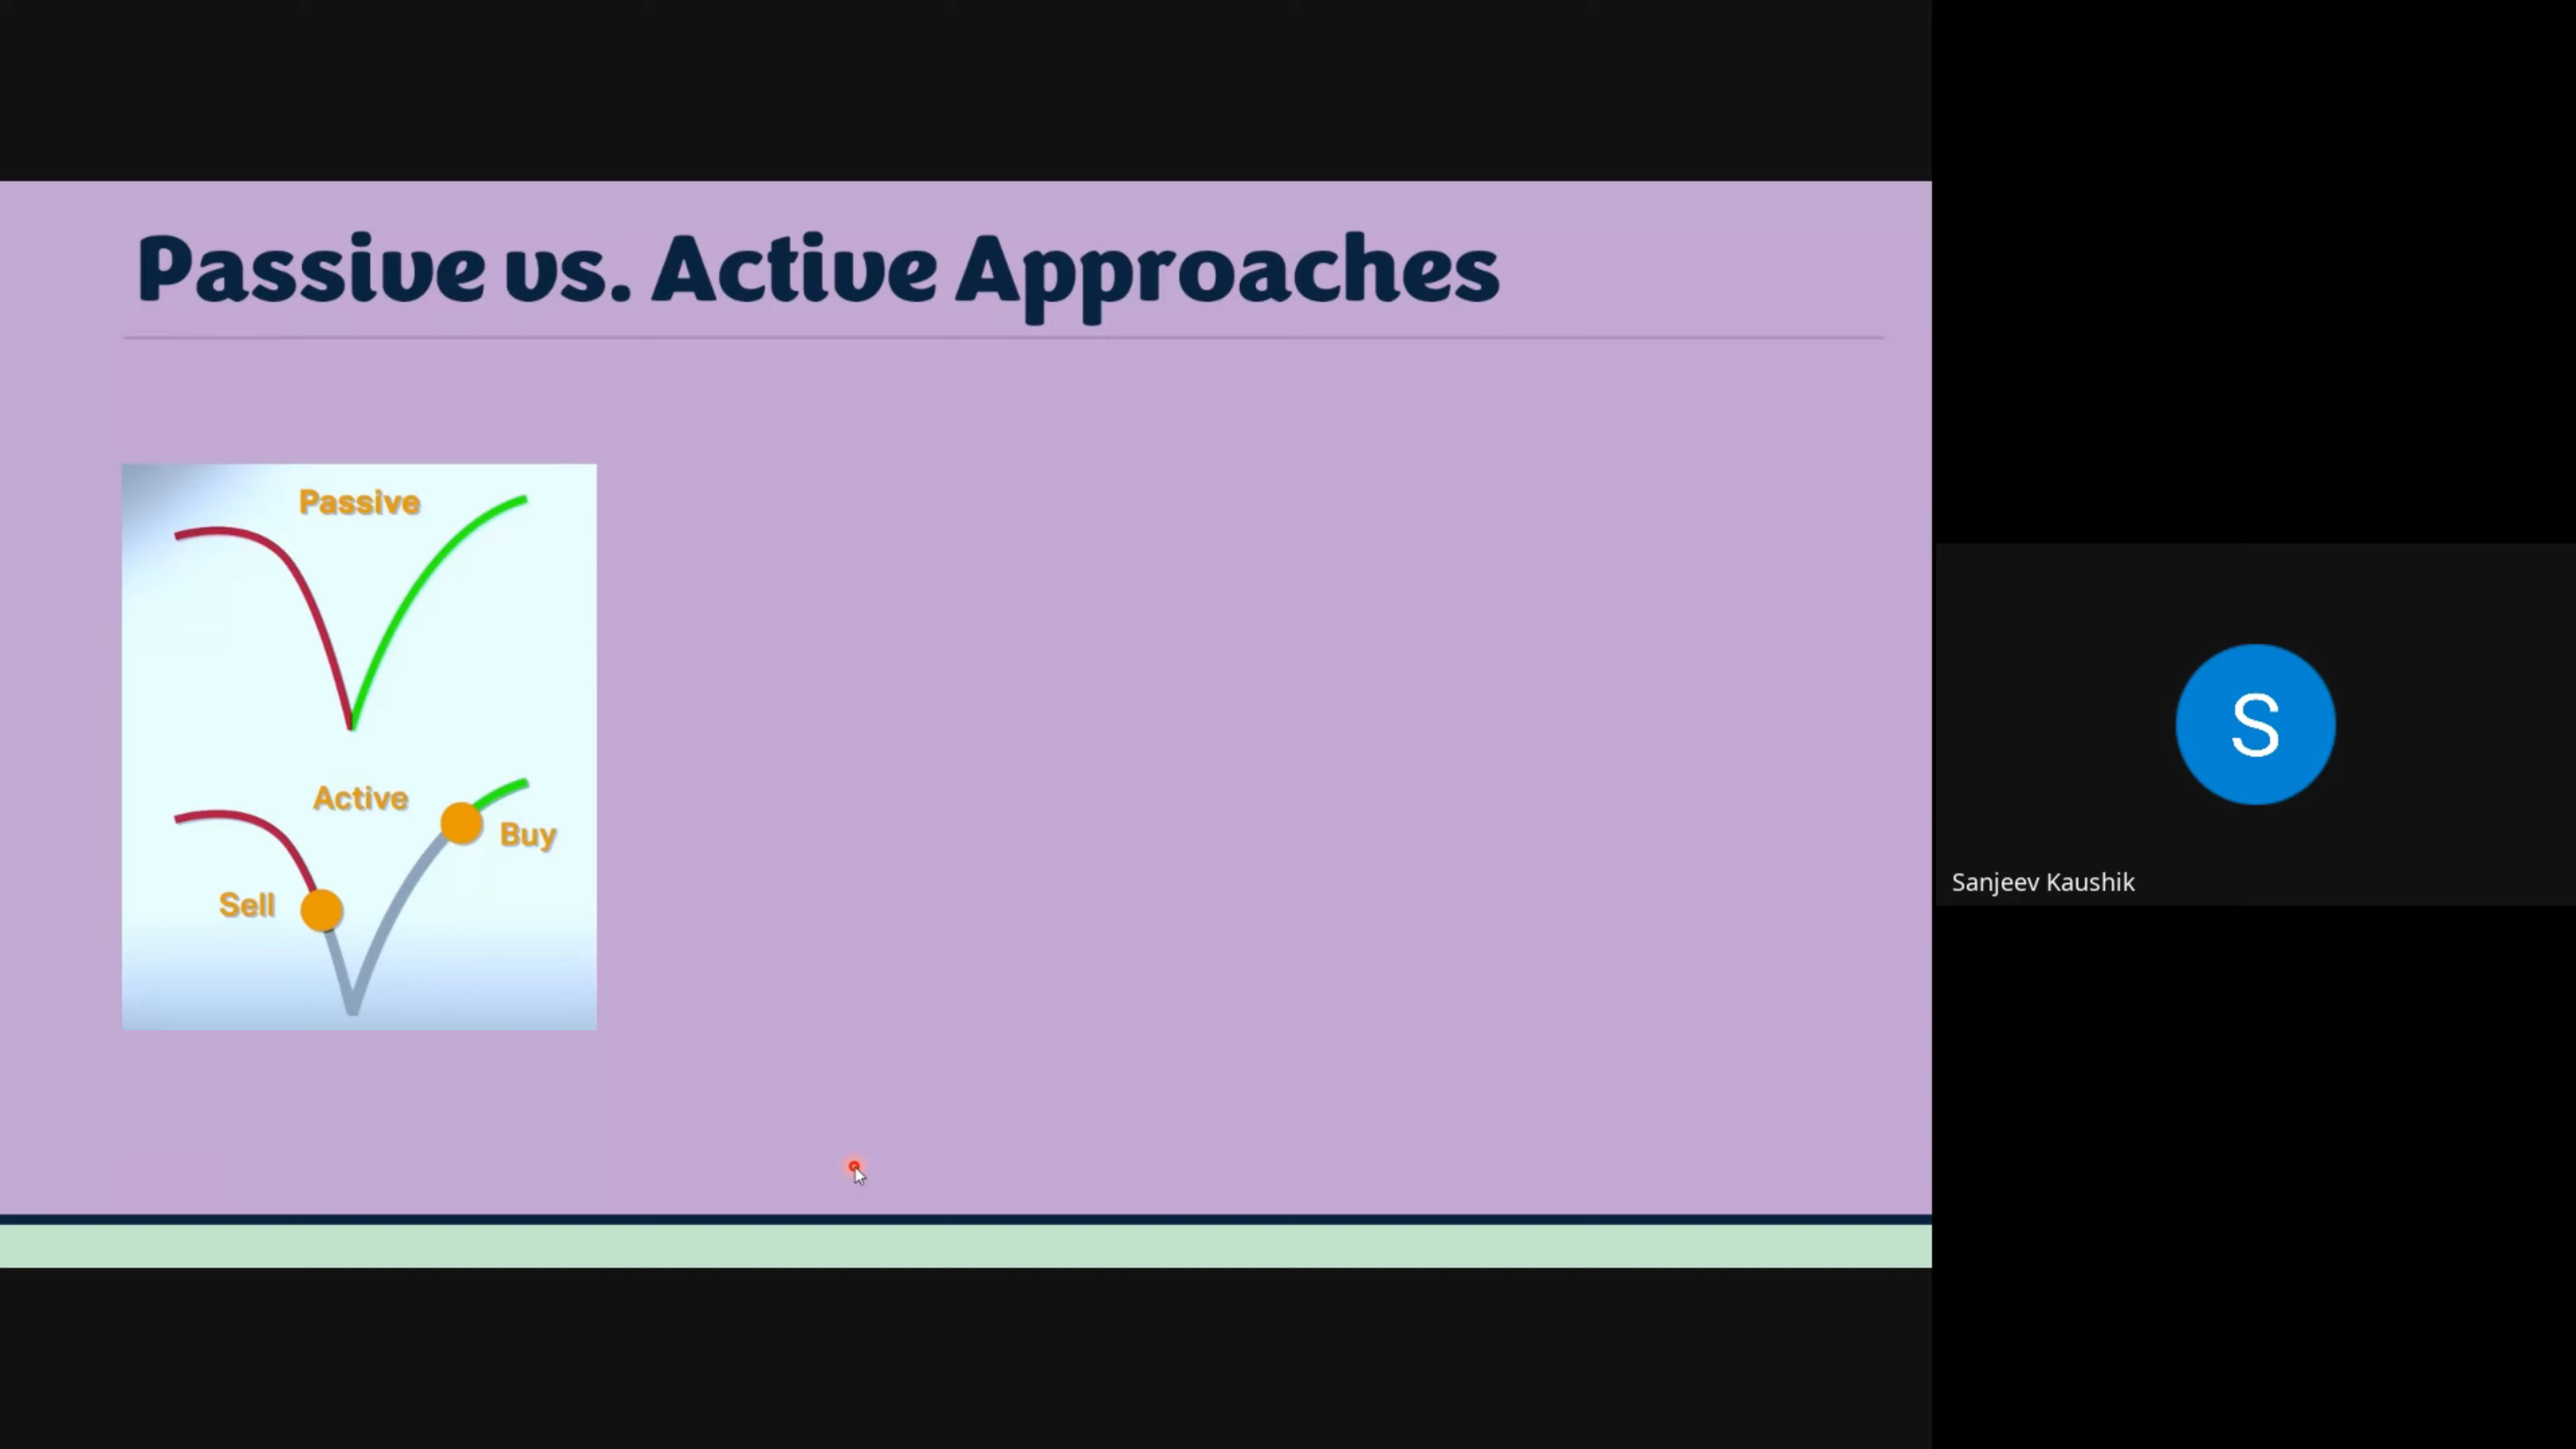 Passive vs. Active Approaches
Passive
Active
Buy
Sell
S
Sanjeev Kaushik